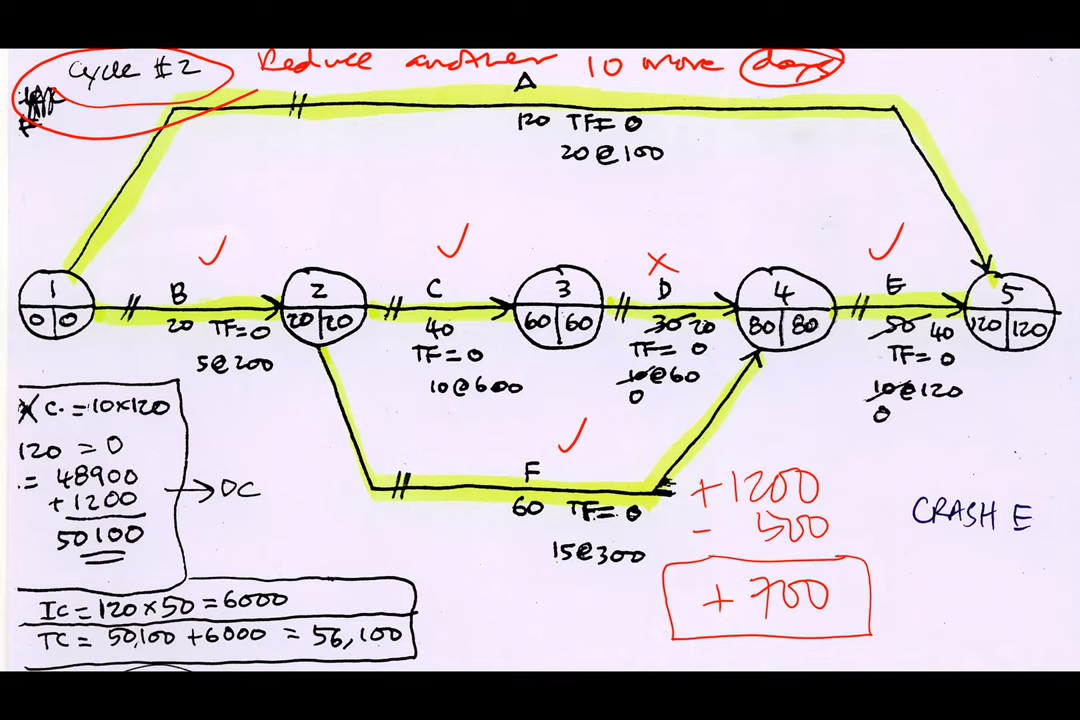 Cycle #2 Reduce another 10 more days
A
120 TF= 0
20@100
1
0 0
B
20 TF=0
5@200
2
20 20
C
40
TF=0
10@600
3
60 60
D
30 20
TF= 0
10@60
0
4
80 80
E
50 40
TF= 0
10@120
0
5
120 120
F
60 TF= 0
15@300
C. =10×120
120 = 0
= 48900
+1200
50100
→ DC
IC= 120×50=6000
TC= 50,100 +6000 = 56,100
+1200
- 500
+ 700
CRASH E